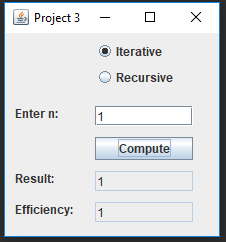 Project 3
Iterative
Recursive
Enter n: 1
Compute
Result: 1
Efficiency: 1